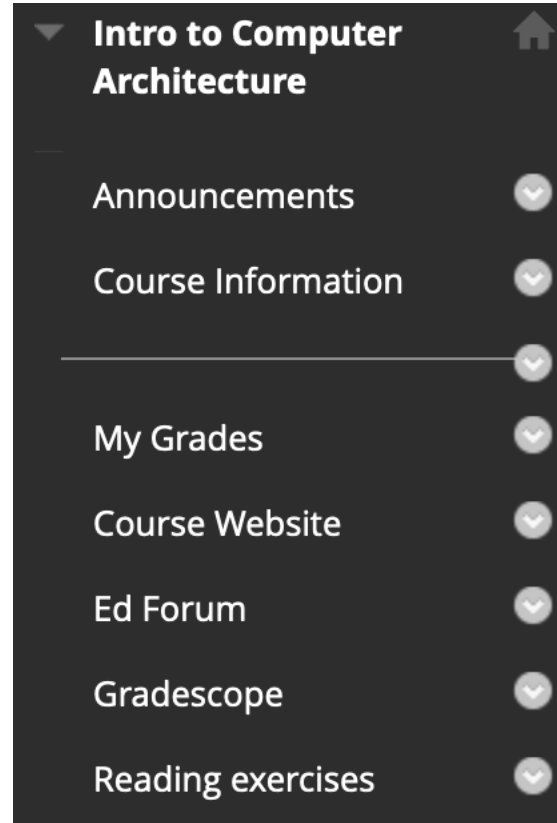 Intro to Computer
Architecture
Announcements
Course Information
My Grades
Course Website
Ed Forum
Gradescope
Reading exercises